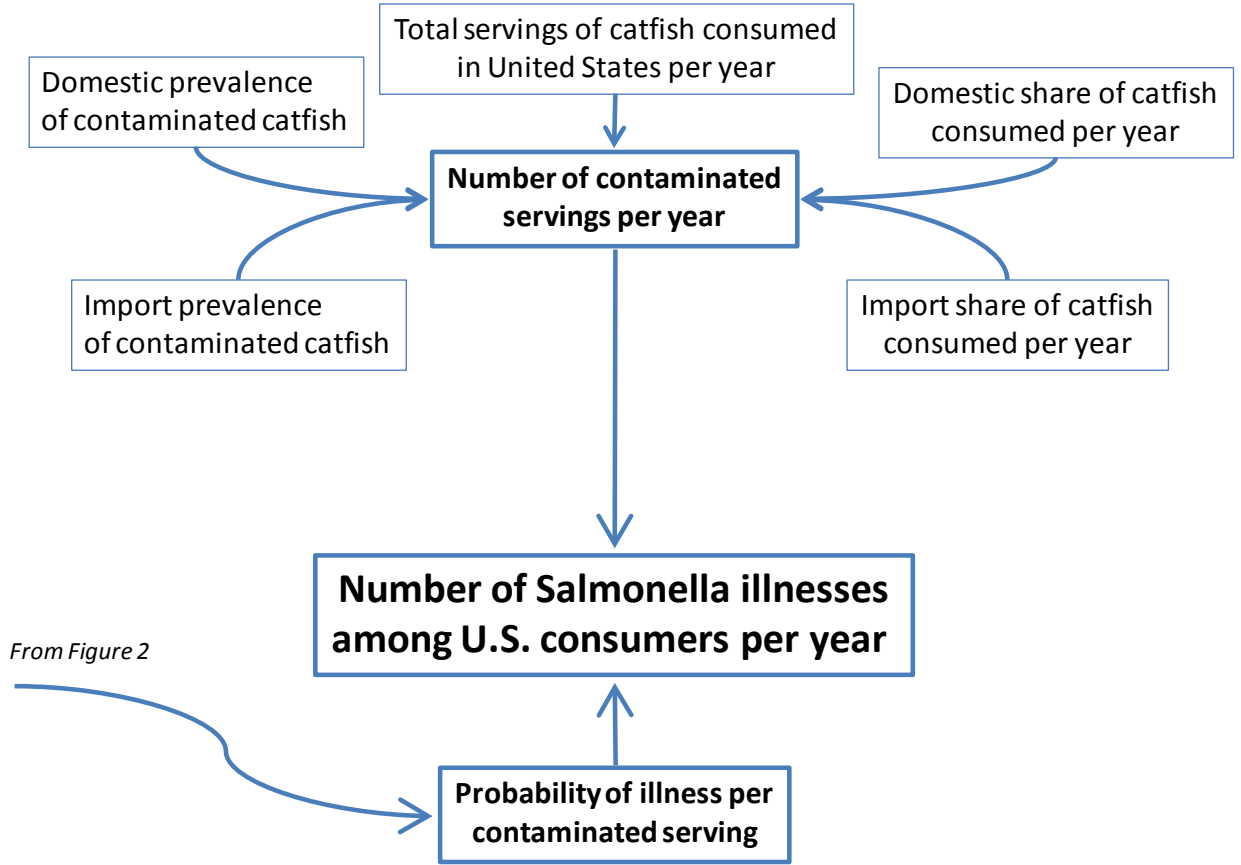 Total servings of catfish consumed
in United States per year
Domestic prevalence
of contaminated catfish
Domestic share of catfish
consumed per year
Number of contaminated
servings per year
Import prevalence
of contaminated catfish
Import share of catfish
consumed per year
Number of Salmonella illnesses
among U.S. consumers per year
From Figure 2
Probability of illness per
contaminated serving